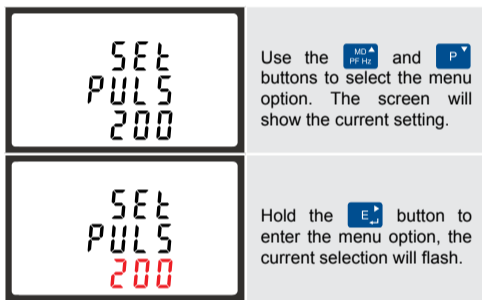 SEt
PULS
200
Use the MD PF Hz and P
buttons to select the menu
option. The screen will
show the current setting.
SEt
PULS
200
Hold the E button to
enter the menu option, the
current selection will flash.